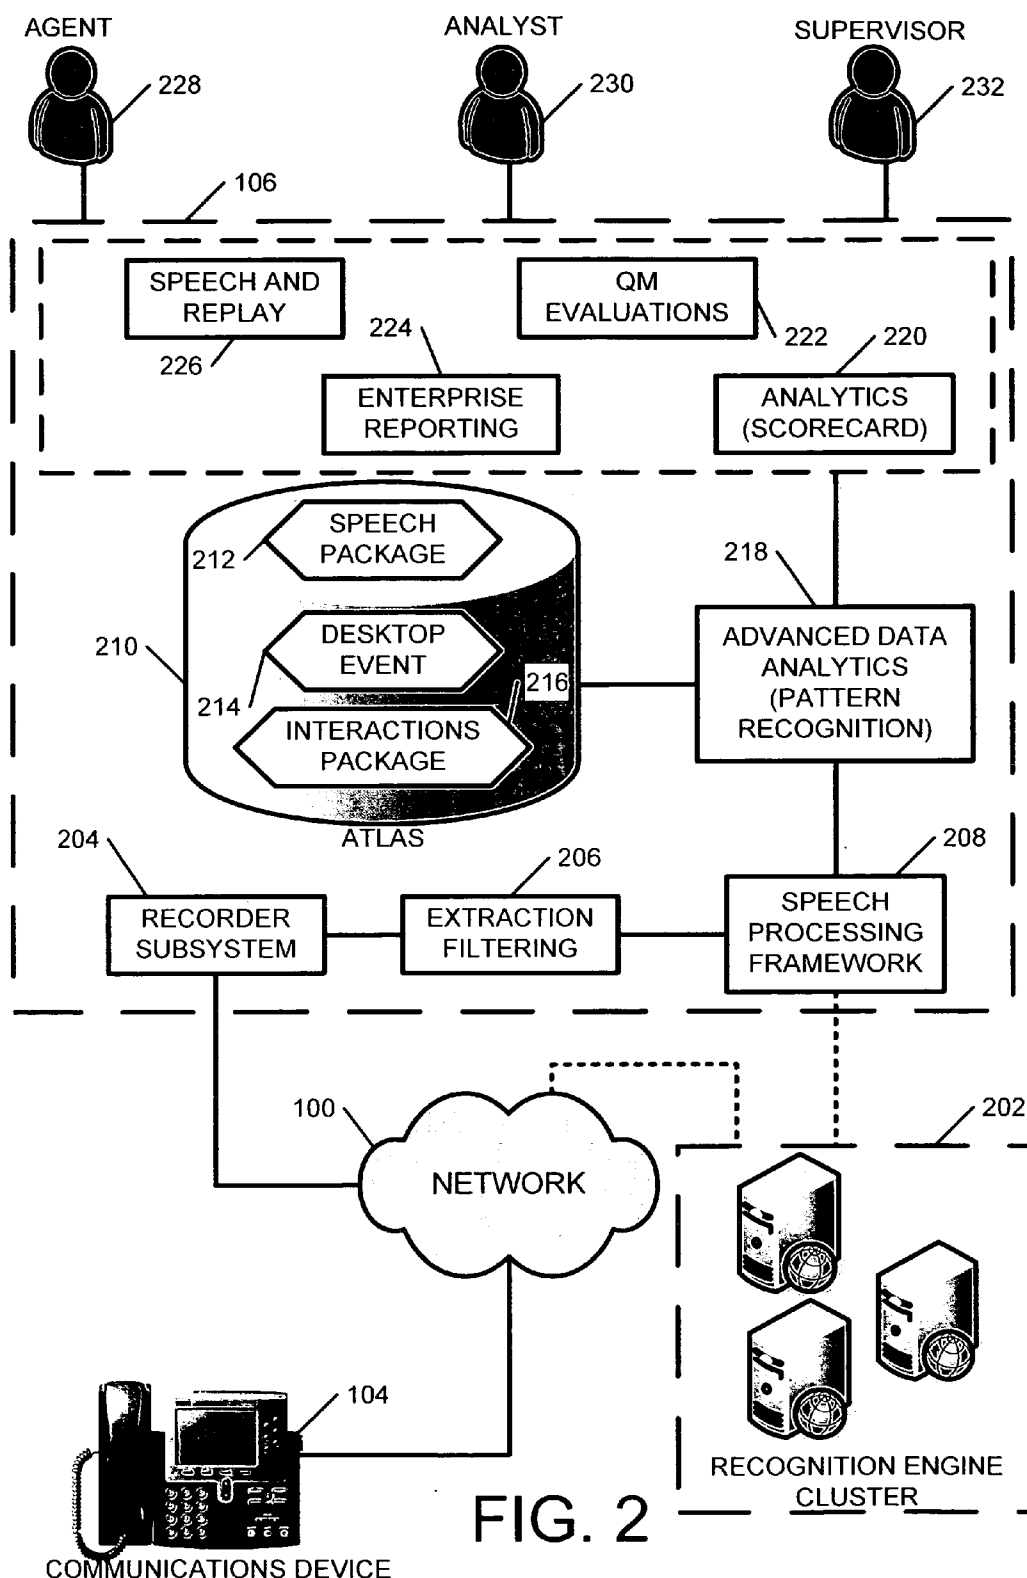 AGENT
ANALYST
SUPERVISOR
228
230
232
106
SPEECH AND
REPLAY
226
QM
EVALUATIONS
222
224
220
ENTERPRISE
REPORTING
ANALYTICS
(SCORECARD)
SPEECH
PACKAGE
212
218
DESKTOP
EVENT
210
214
216
ADVANCED DATA
ANALYTICS
(PATTERN
RECOGNITION)
INTERACTIONS
PACKAGE
ATLAS
204
206
208
RECORDER
SUBSYSTEM
EXTRACTION
FILTERING
SPEECH
PROCESSING
FRAMEWORK
100
NETWORK
202
104
RECOGNITION ENGINE
CLUSTER
FIG. 2
COMMUNICATIONS DEVICE